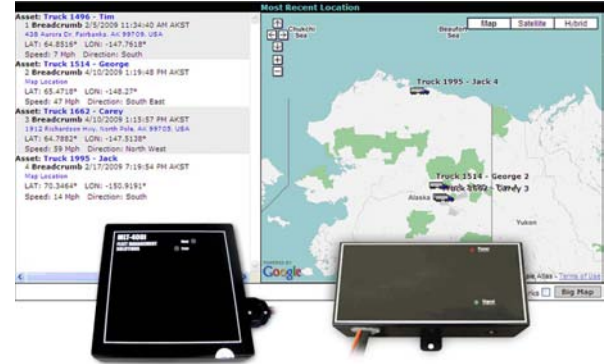 Most Recent Location
Asset: Truck 1496 - Tim
1 Breadcrumb 2/5/2009 11:34:40 AM AKST
438 Aurora Dr, Fairbanks, AK 99709, USA
LAT: 64.8516° LON: -147.7618°
Speed: 7 Mph Direction: South
Asset: Truck 1514 - George
2 Breadcrumb 4/10/2009 1:19:48 PM AKST
Map Location
LAT: 65.4718° LON: -148.27°
Speed: 47 Mph Direction: South East
Asset: Truck 1662 - Carey
3 Breadcrumb 4/10/2009 1:15:57 PM AKST
1912 Richardson Hwy, North Pole, AK 99705, USA
LAT: 64.7882° LON: -147.5138°
Speed: 59 Mph Direction: North West
Asset: Truck 1995 - Jack
4 Breadcrumb 2/17/2009 7:19:54 PM AKST
Map Location
LAT: 70.3464° LON: -150.9191°
Speed: 14 Mph Direction: South
Chukchi
Sea
Beaufort
Sea
Map Satellite Hybrid
Truck 1995 - Jack 4
Truck 1514 - George 2
Carey 3
Alaska
Yukon
POWERED BY
Google
Atlas - Terms of Use
Big Map
FLEET MANAGEMENT
SOLUTIONS